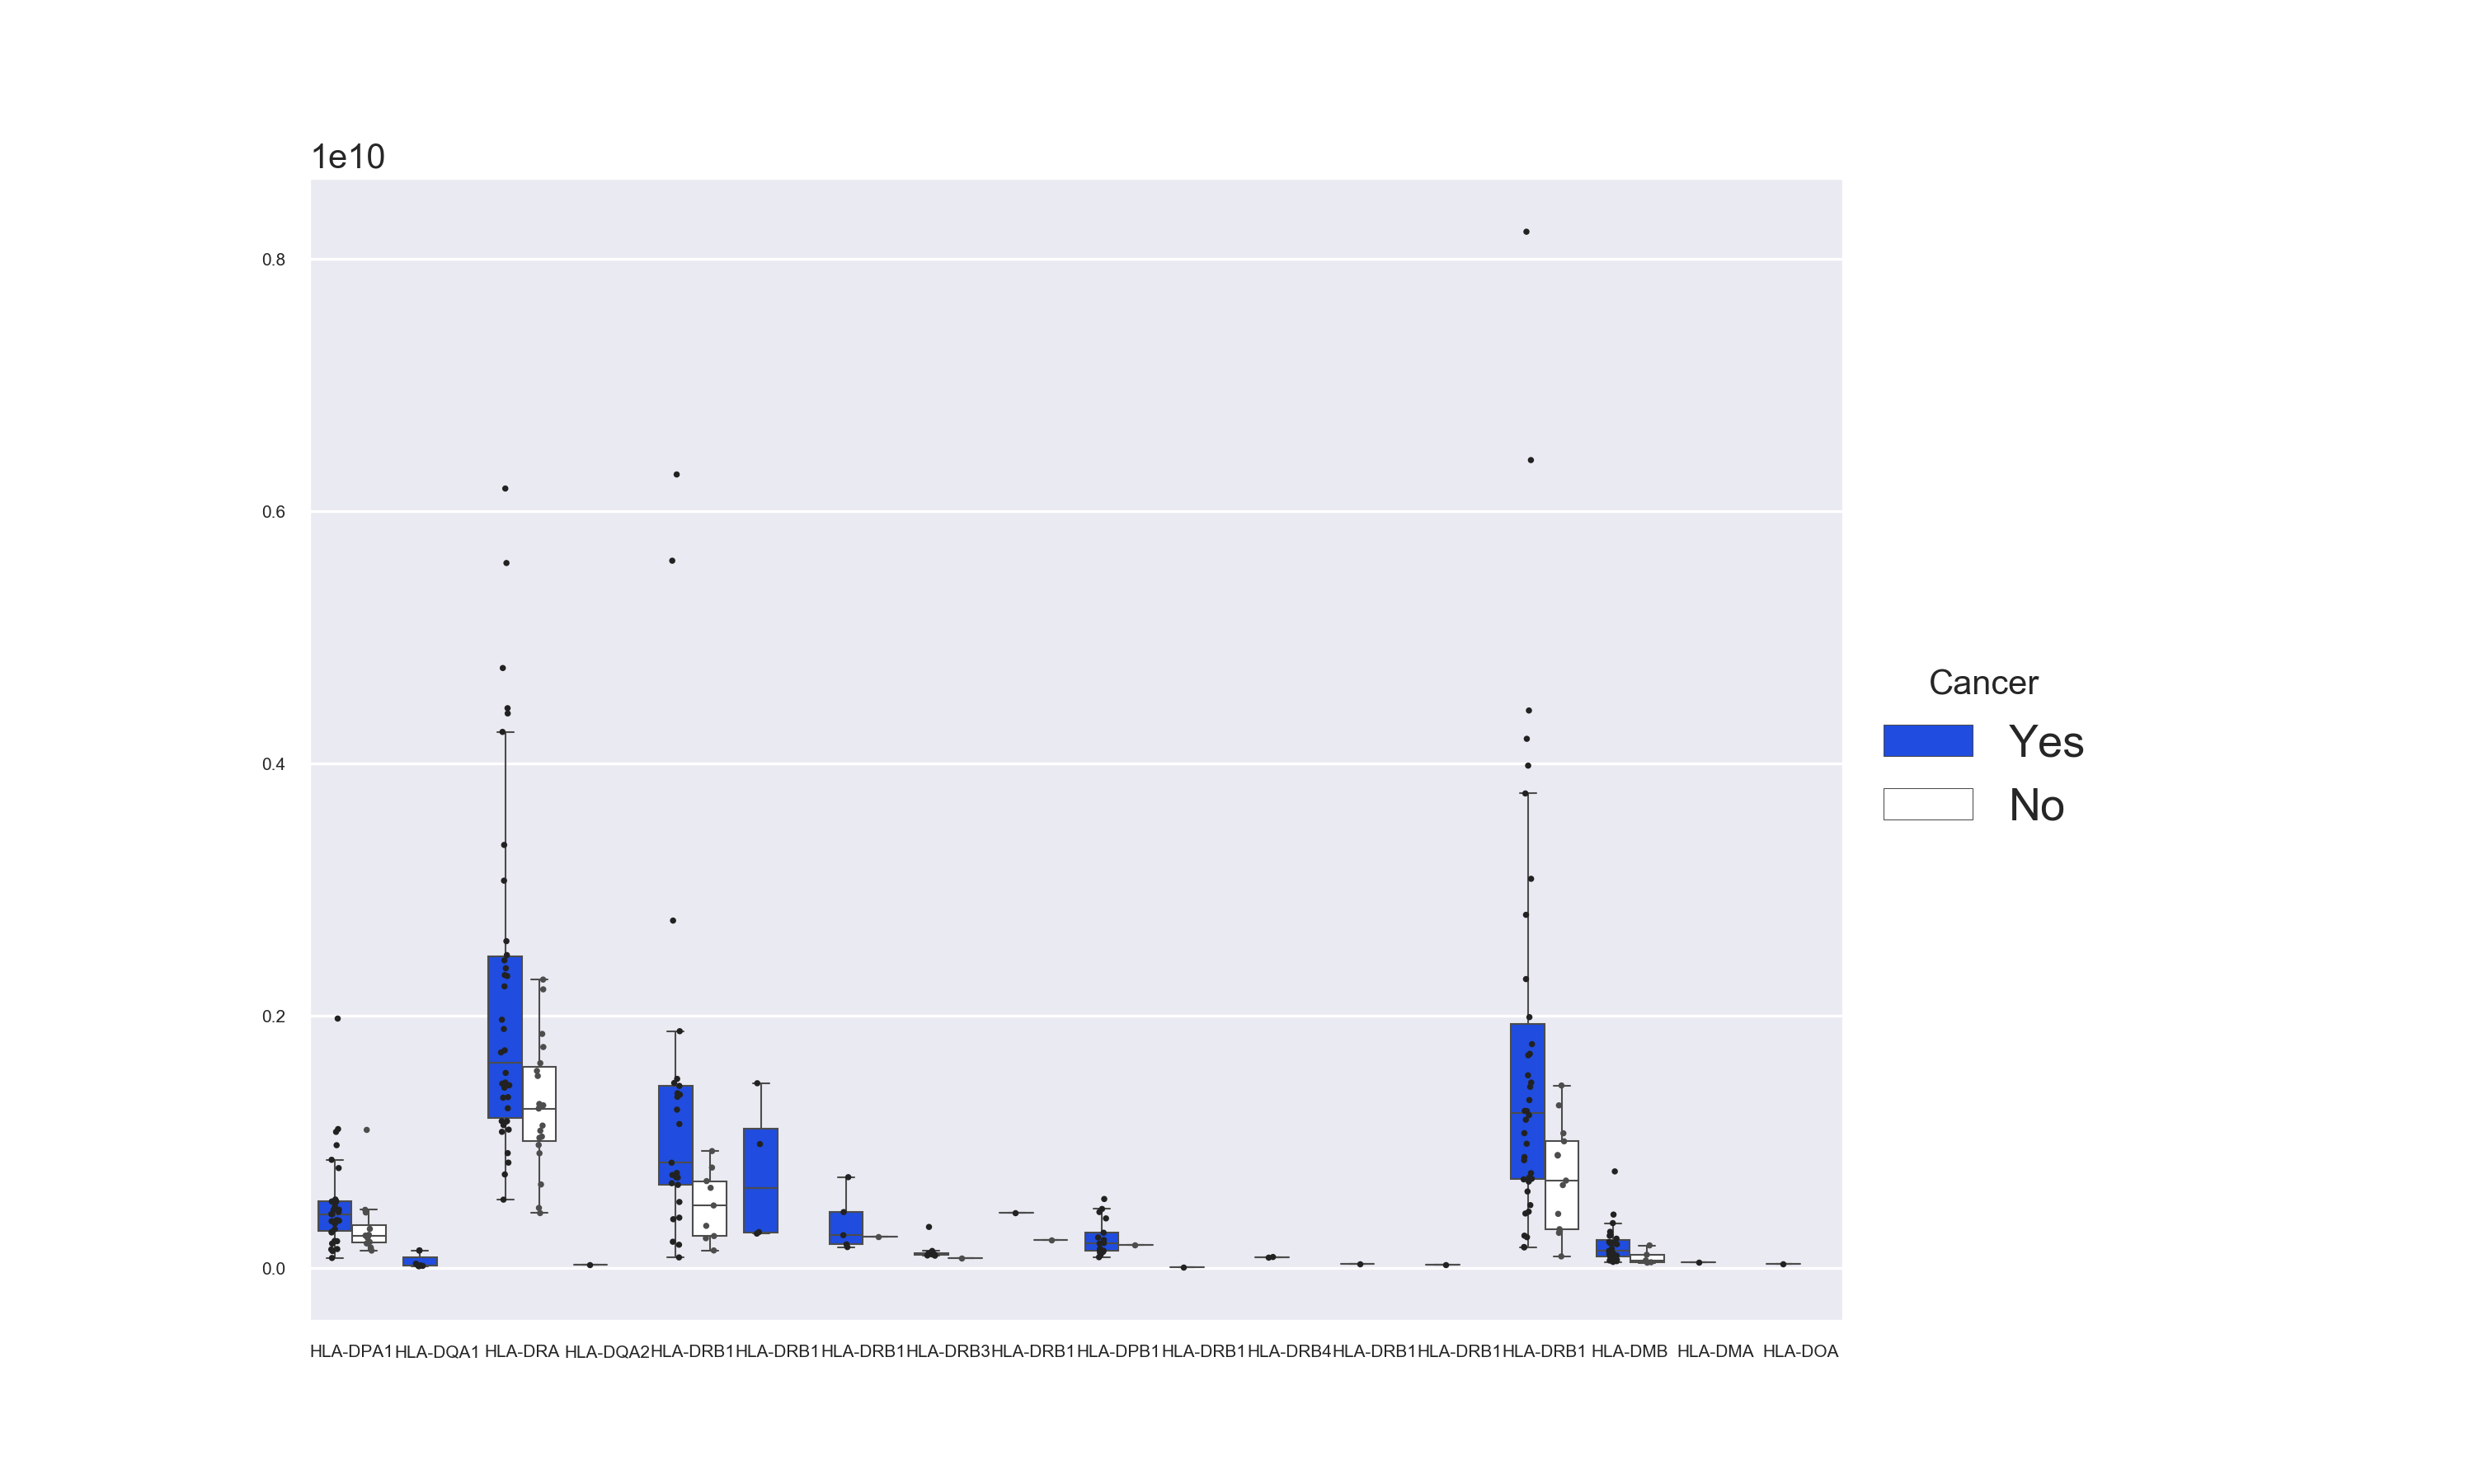 1e10
0.8
0.6
0.4
0.2
0.0
HLA-DPA1 HLA-DQA1 HLA-DRA HLA-DQA2 HLA-DRB1 HLA-DRB1 HLA-DRB1 HLA-DRB3 HLA-DRB1 HLA-DPB1 HLA-DRB1 HLA-DRB4 HLA-DRB1 HLA-DRB1 HLA-DRB1 HLA-DMB HLA-DMA HLA-DOA
Cancer
Yes
No